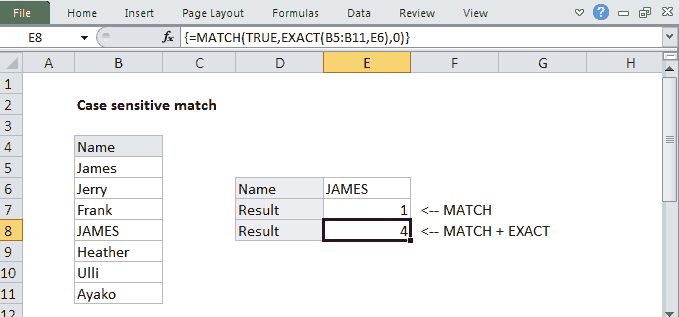 File Home Insert Page Layout Formulas Data Review View
E8 fx {=MATCH(TRUE,EXACT(B5:B11,E6),0)}
A B C D E F G H
1
2 Case sensitive match
3
4 Name
5 James
6 Jerry Name JAMES
7 Frank Result 1 <-- MATCH
8 JAMES Result 4 <-- MATCH + EXACT
9 Heather
10 Ulli
11 Ayako
12